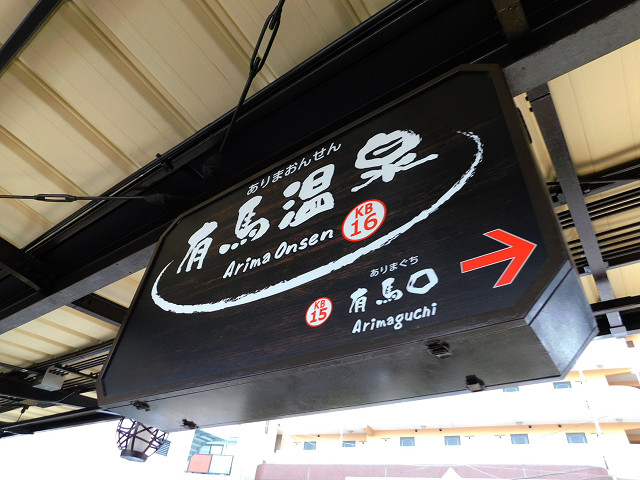 ありまおんせん
有馬温泉
Arima Onsen
KB
16
ありまぐち
KB
15
有馬口
Arimaguchi